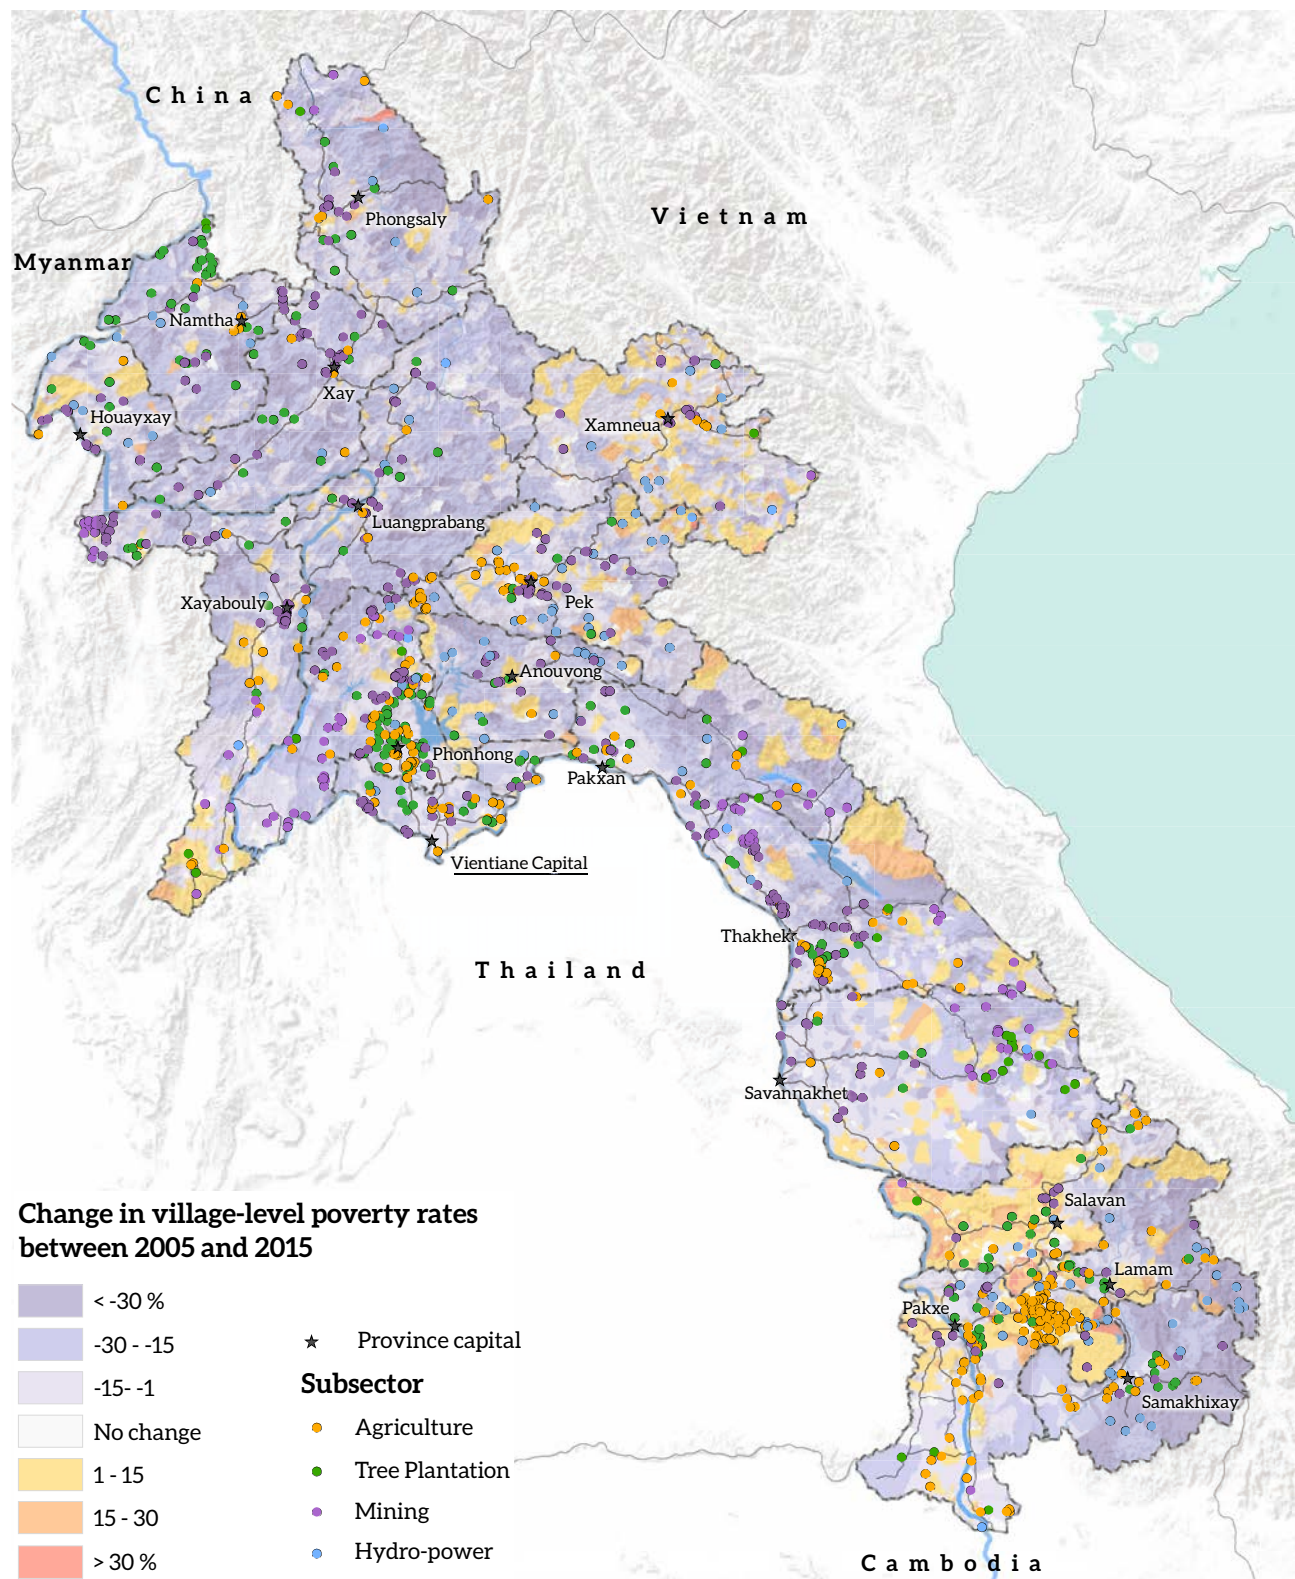 China
Vietnam
Phongsaly
Myanmar
Namtha
Xay
Houayxay
Xamneua
Luangprabang
Xayabouly
Pek
Anouvong
Phonhong
Pakxan
Vientiane Capital
Thakhek
Thailand
Savannakhet
Salavan
Lamam
Pakxe
Samakhixay
Cambodia
Change in village-level poverty rates
between 2005 and 2015
< -30 %
-30 - -15
-15- -1
No change
1 - 15
15 - 30
> 30 %
Province capital
Subsector
Agriculture
Tree Plantation
Mining
Hydro-power